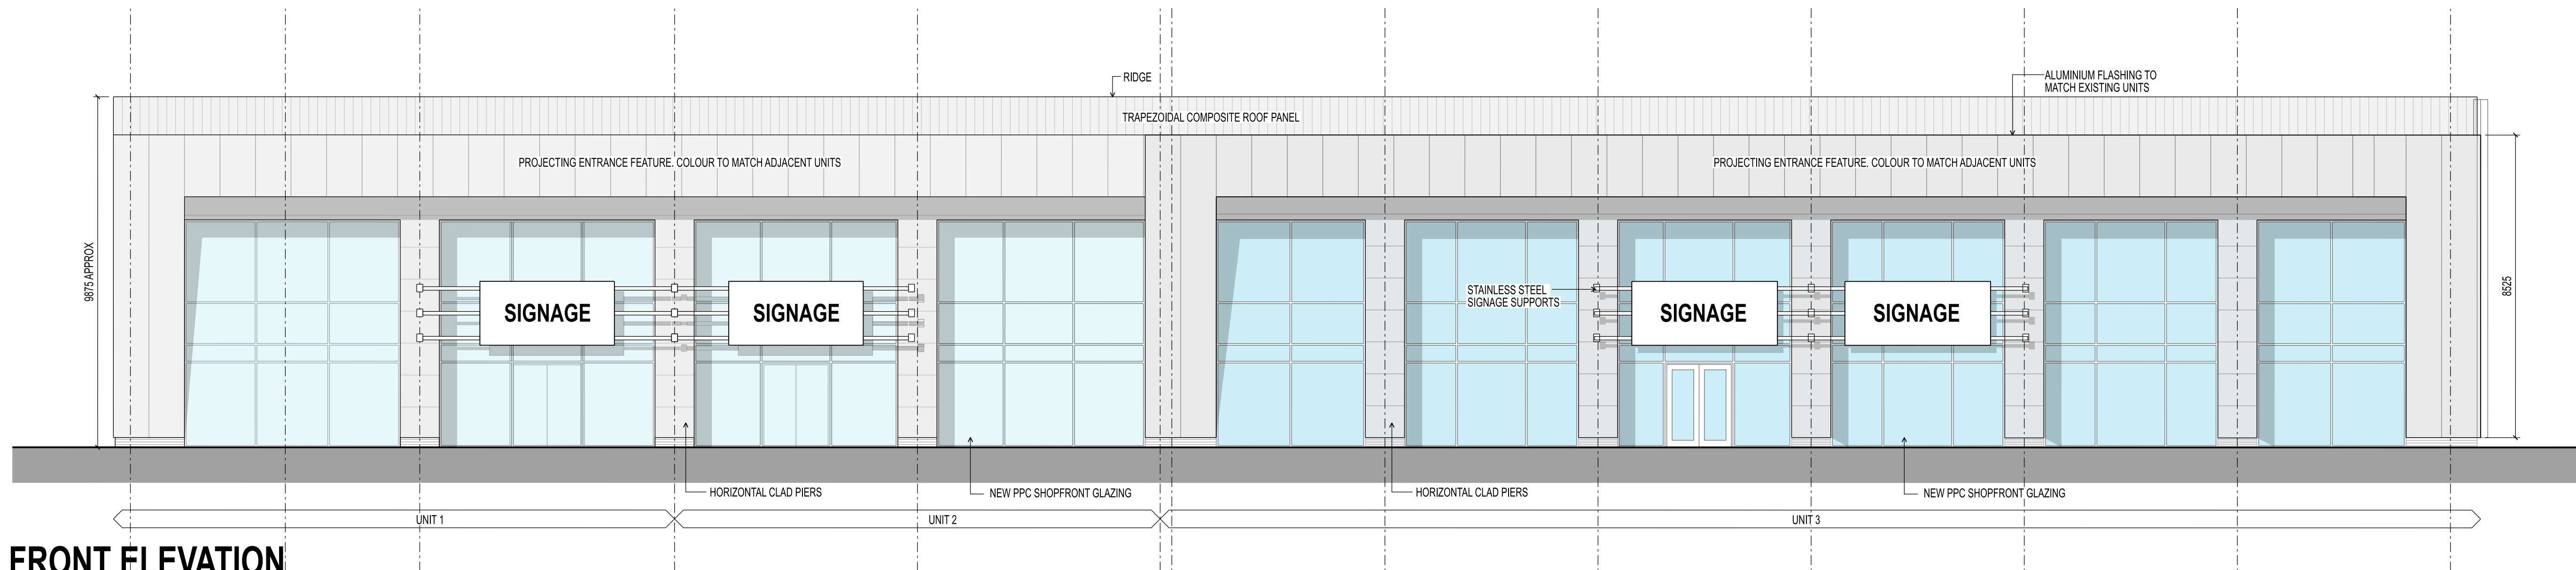 RIDGE
ALUMINIUM FLASHING TO
MATCH EXISTING UNITS
TRAPEZOIDAL COMPOSITE ROOF PANEL
PROJECTING ENTRANCE FEATURE. COLOUR TO MATCH ADJACENT UNITS
PROJECTING ENTRANCE FEATURE. COLOUR TO MATCH ADJACENT UNITS
9875 APPROX
8525
STAINLESS STEEL
SIGNAGE SUPPORTS
SIGNAGE
SIGNAGE
SIGNAGE
SIGNAGE
HORIZONTAL CLAD PIERS
NEW PPC SHOPFRONT GLAZING
HORIZONTAL CLAD PIERS
NEW PPC SHOPFRONT GLAZING
UNIT 1
UNIT 2
UNIT 3
FRONT ELEVATION